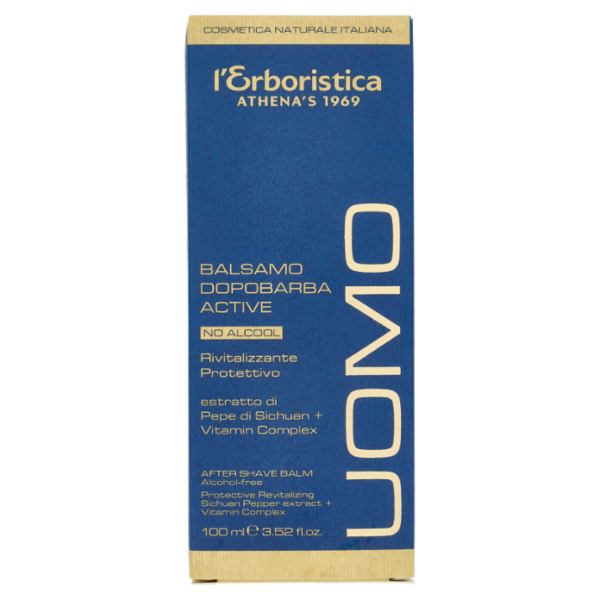 COSMETICA NATURALE ITALIANA
l'Erboristica
ATHENA'S 1969
BALSAMO
DOPOBARBA
ACTIVE
NO ALCOOL
Rivitalizzante
Protettivo
estratto di
Pepe di Sichuan +
Vitamin Complex
AFTER SHAVE BALM
Alcohol-free
Protective Revitalizing
Sichuan Pepper extract +
Vitamin Complex
100 ml ℮ 3.52 fl.oz.
UOMO